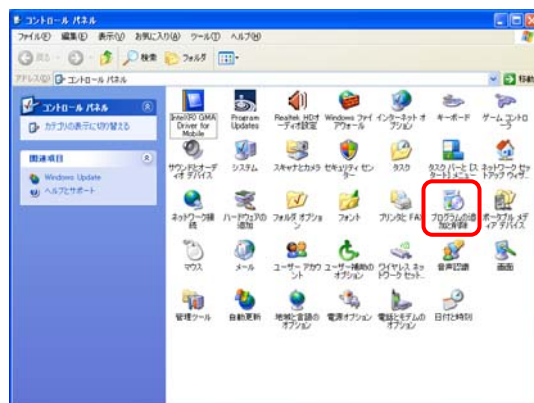 コントロール パネル
ファイル(F) 編集(E) 表示(V) お気に入り(A) ツール(T) ヘルプ(H)
戻る 検索 フォルダ
アドレス(D) コントロール パネル 移動
コントロール パネル
カテゴリの表示に切り替える
関連項目
Windows Update
ヘルプとサポート
Intel(R) GMA Driver for Mobile
Program Updates
Realtek HDオーディオ設定
Windows ファイアウォール
インターネット オプション
キーボード
ゲーム コントローラ
サウンドとオーディオ デバイス
システム
スキャナとカメラ
セキュリティ センター
タスク
タスク バーと [スタート] メニュー
ネットワーク セットアップ ウィザ...
ネットワーク接続
ハードウェアの追加
フォルダ オプション
フォント
プリンタと FAX
プログラムの追加と削除
ポータブル メディア デバイス
マウス
メール
ユーザー アカウント
ユーザー補助のオプション
ワイヤレス ネットワーク セット...
音声認識
画面
管理ツール
自動更新
地域と言語のオプション
電源オプション
電話とモデムのオプション
日付と時刻